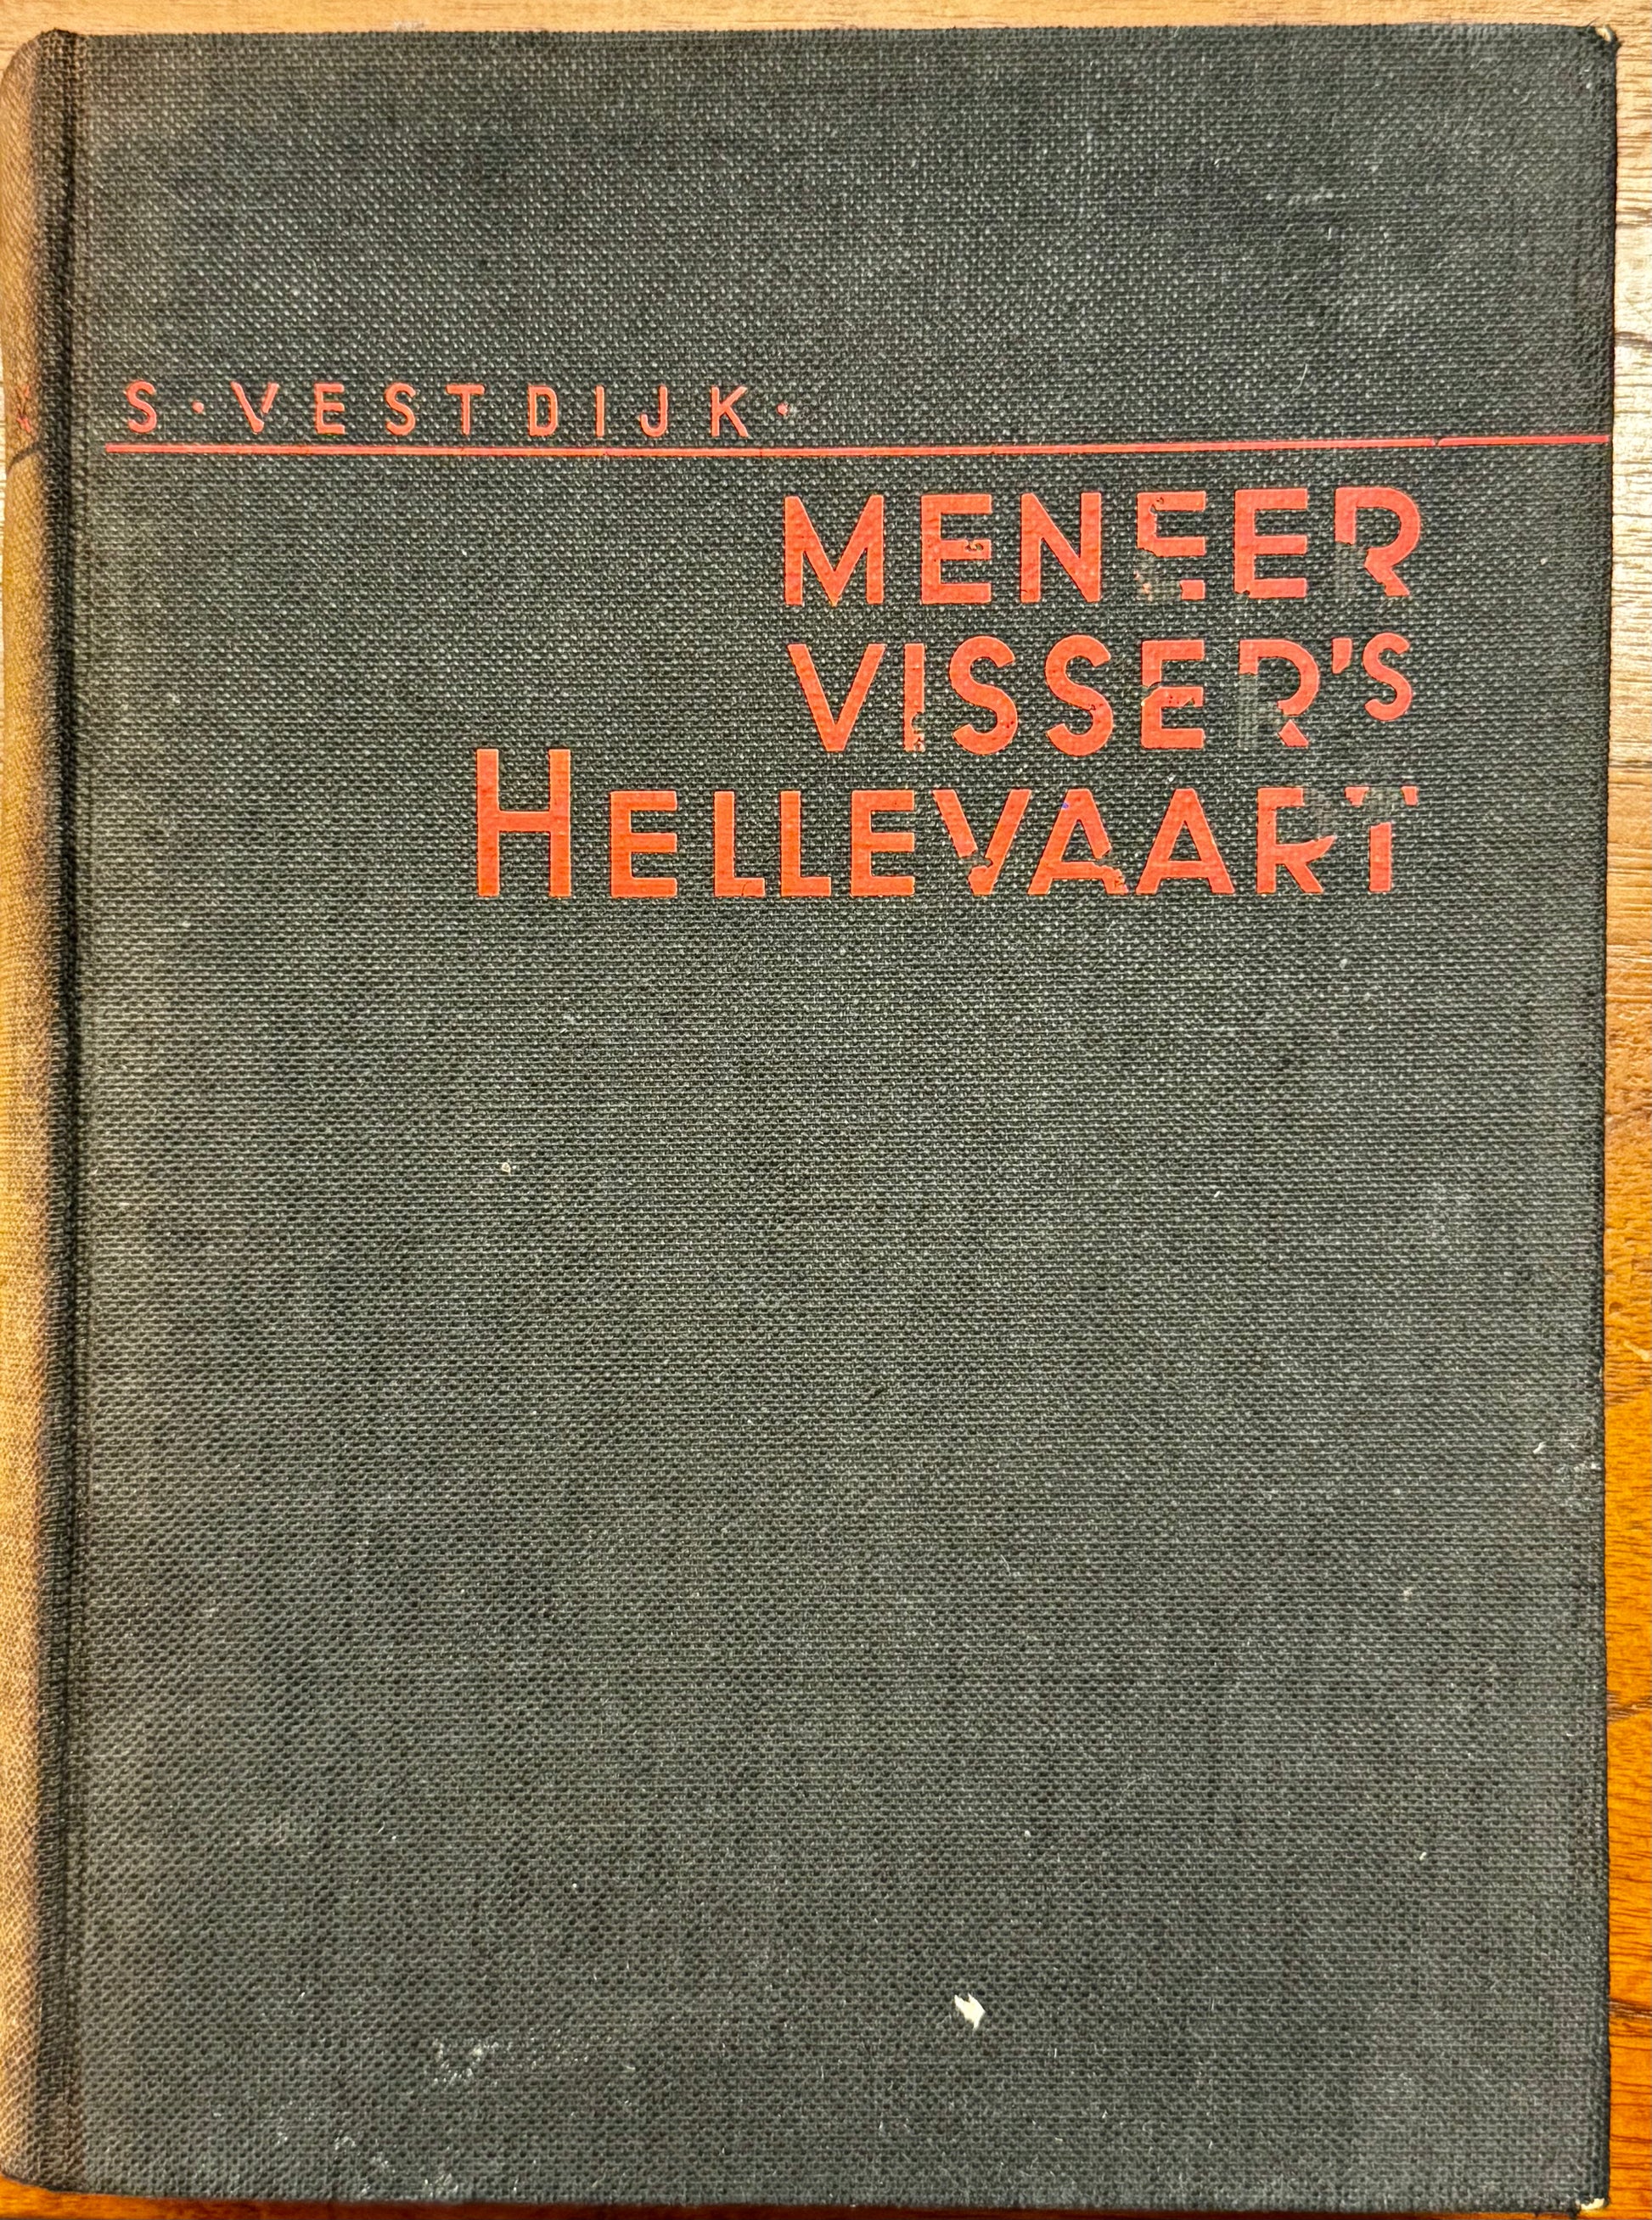 S·VESTDIJK·
MENEER
VISSER'S
HELLEVAART